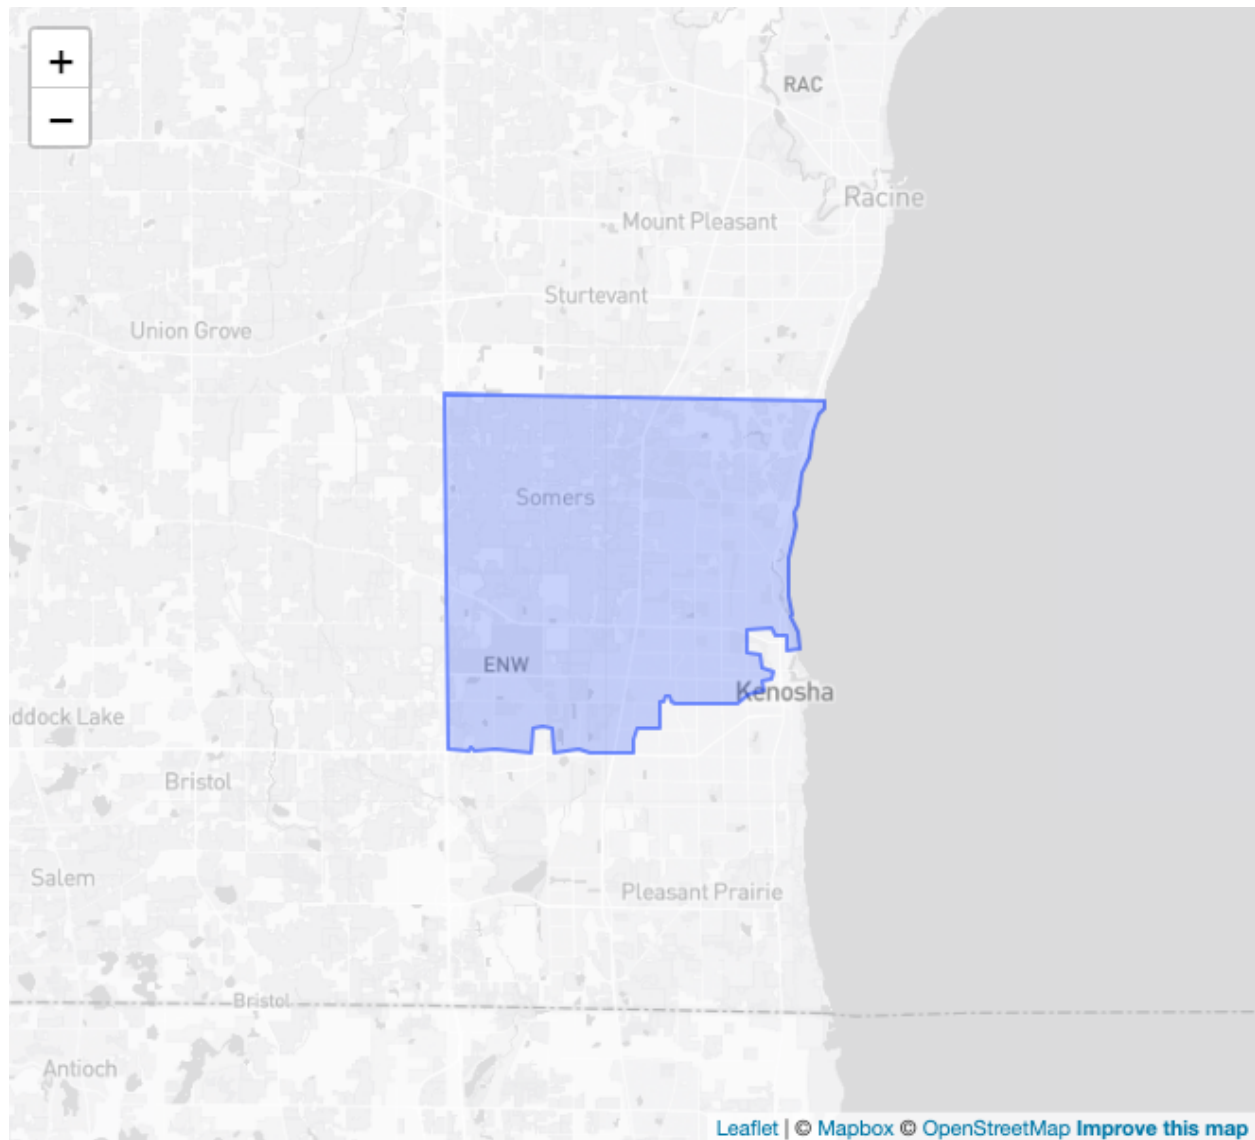 +
−
RAC
Racine
Mount Pleasant
Sturtevant
Union Grove
Somers
ENW
Kenosha
ddock Lake
Bristol
Salem
Pleasant Prairie
Bristol
Antioch
Leaflet | © Mapbox © OpenStreetMap Improve this map